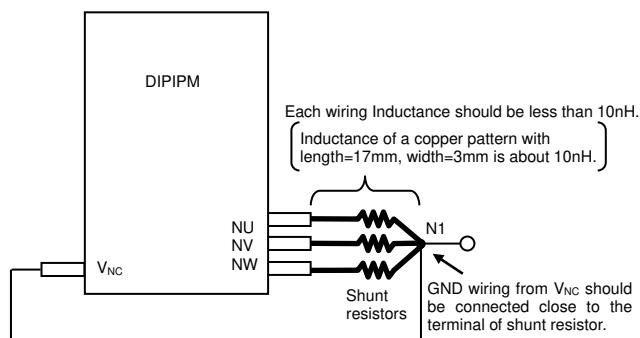 DIPIPM
Each wiring Inductance should be less than 10nH.
Inductance of a copper pattern with
length=17mm, width=3mm is about 10nH.
NU
NV
NW
N1
VNC
Shunt
resistors
GND wiring from VNC should
be connected close to the
terminal of shunt resistor.